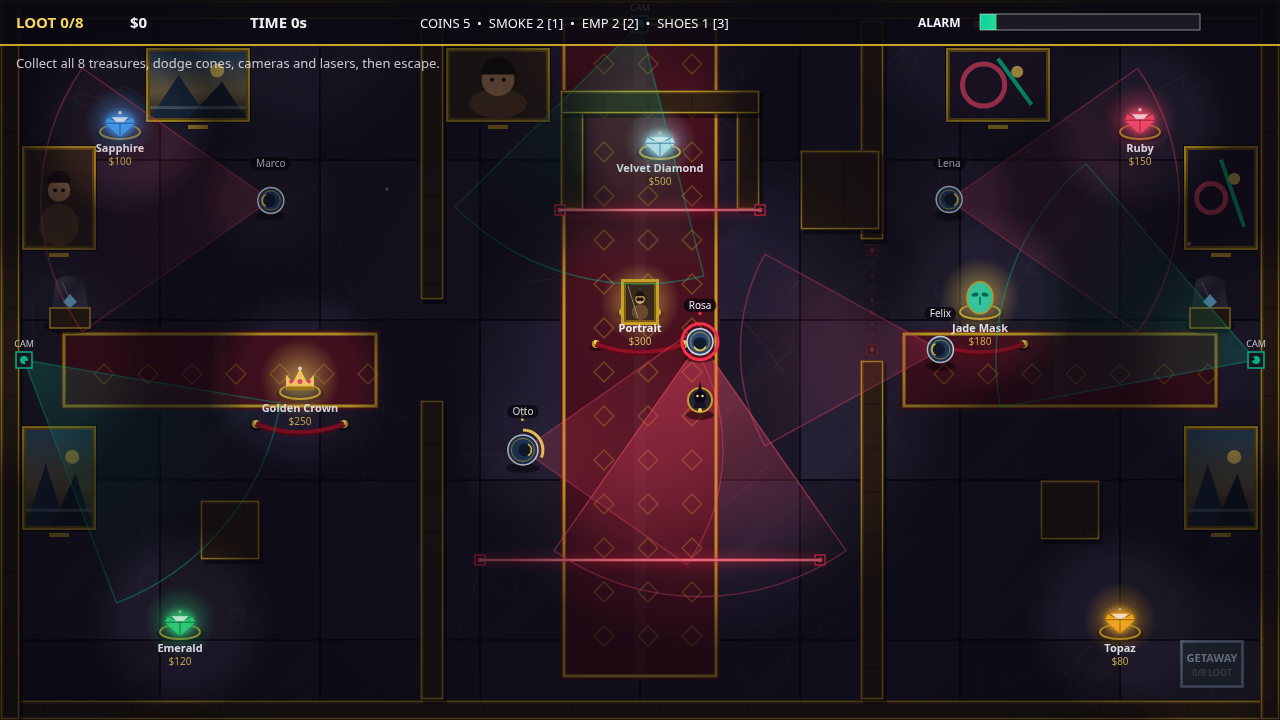 LOOT 0/8 $0 TIME 0s COINS 5 • SMOKE 2 [1] • EMP 2 [2] • SHOES 1 [3] ALARM
CAM
Collect all 8 treasures, dodge cones, cameras and lasers, then escape.
Sapphire
$100
Ruby
$150
Marco
Lena
Velvet Diamond
$500
Rosa
Felix
Portrait
$300
Jade Mask
$180
CAM
CAM
Golden Crown
$250
Otto
Emerald
$120
Topaz
$80
GETAWAY
0/8 LOOT